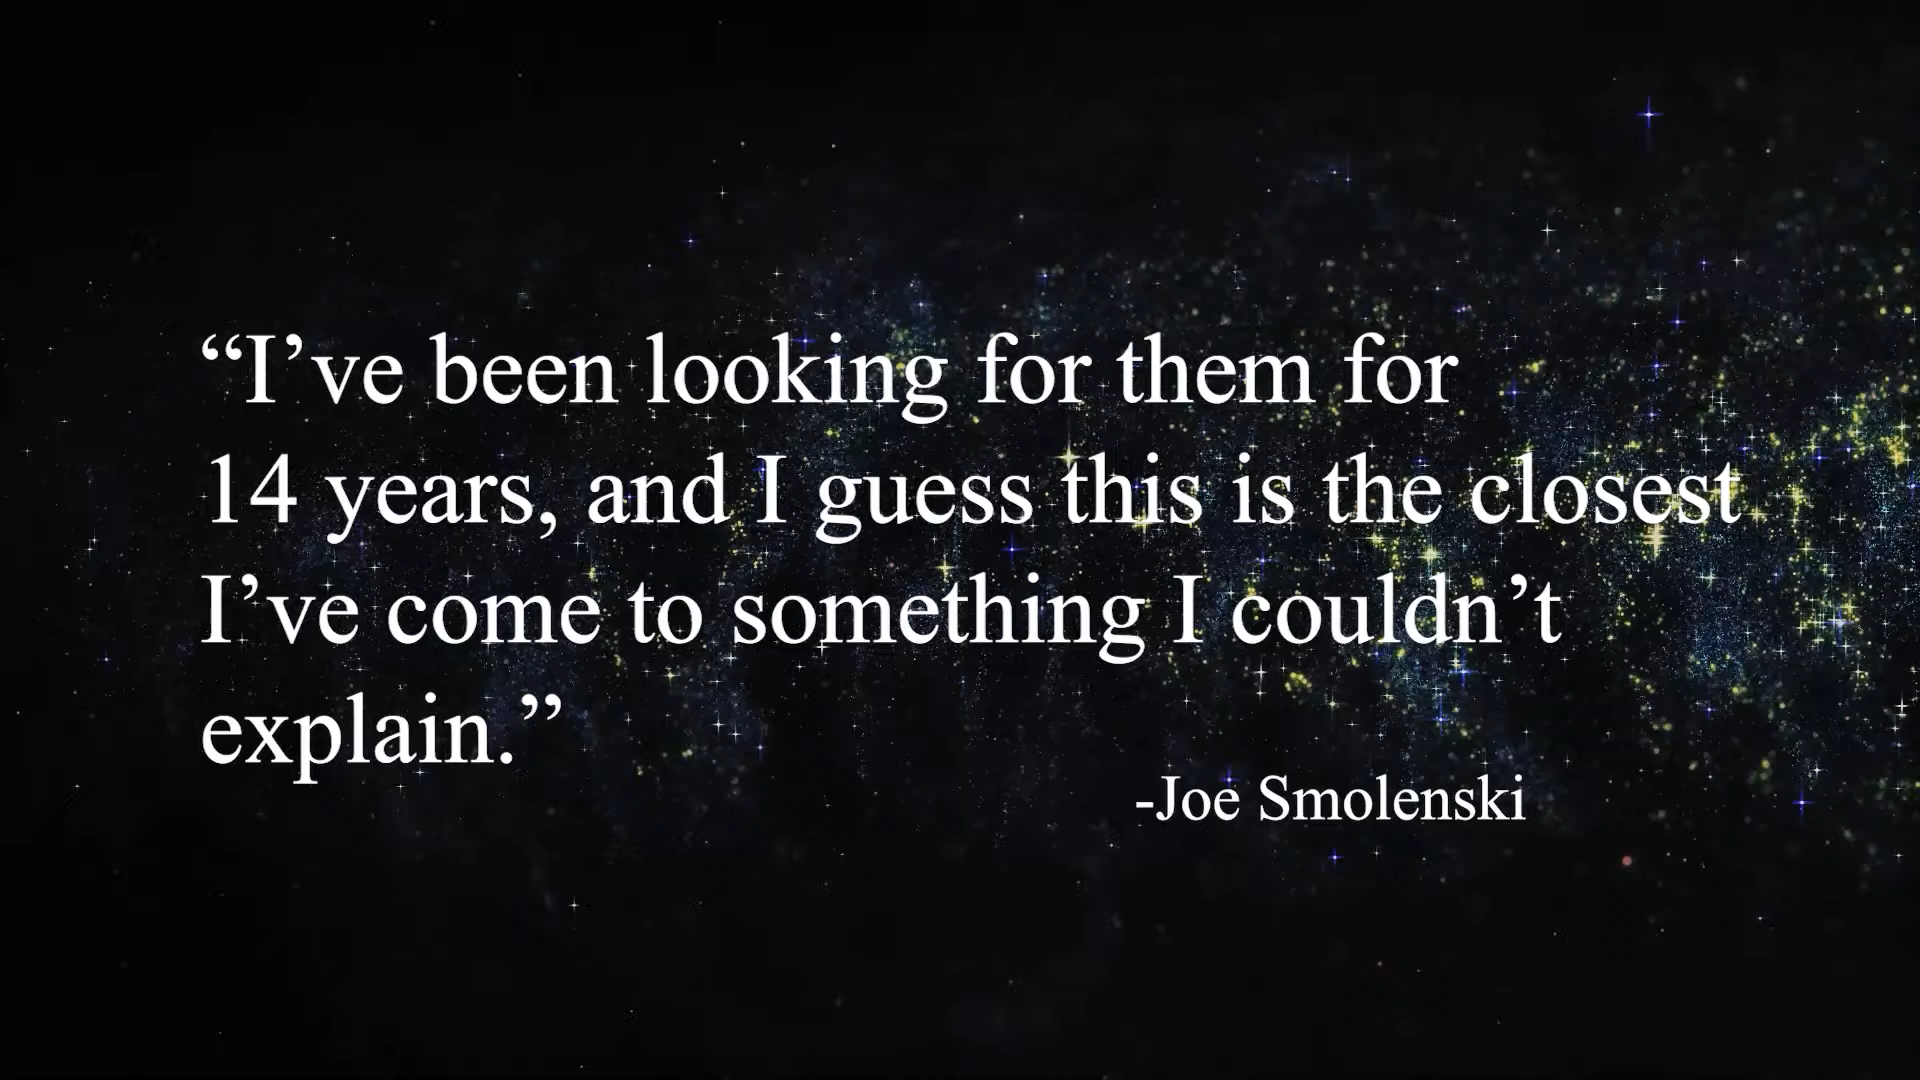 “I’ve been looking for them for
14 years, and I guess this is the closest
I’ve come to something I couldn’t
explain.”
-Joe Smolenski